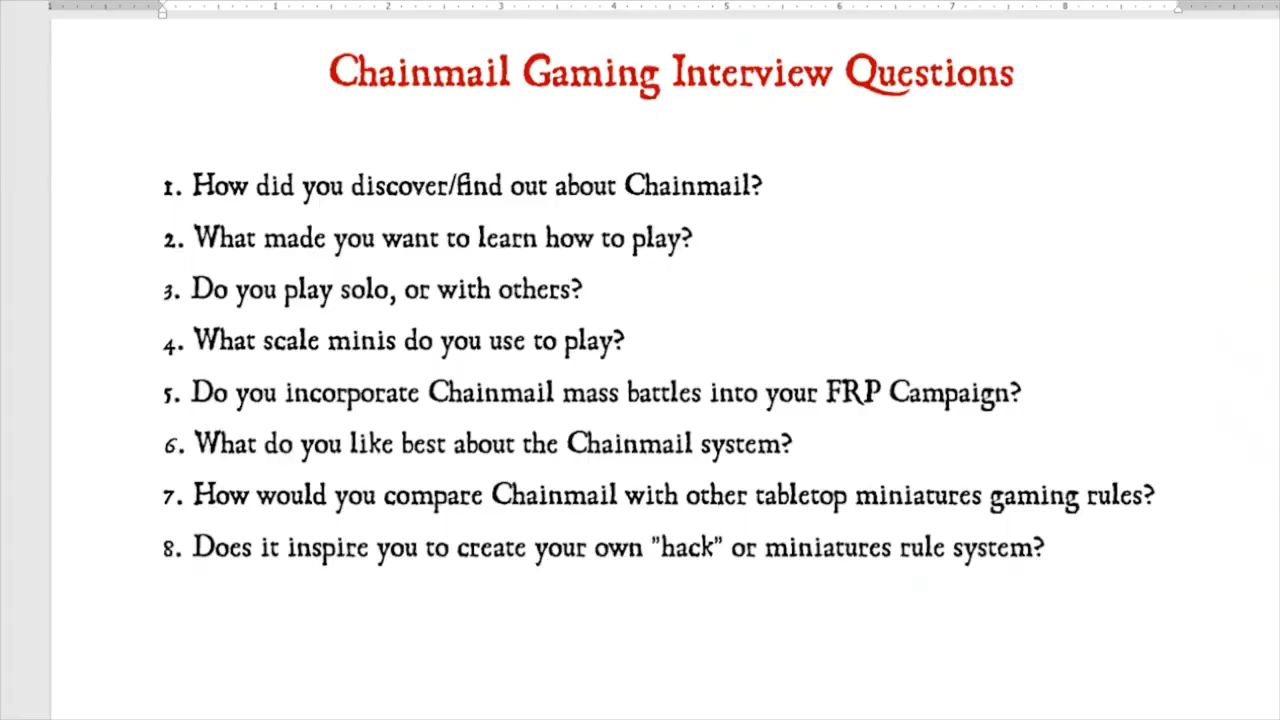 Chainmail Gaming Interview Questions
1. How did you discover/find out about Chainmail?
2. What made you want to learn how to play?
3. Do you play solo, or with others?
4. What scale minis do you use to play?
5. Do you incorporate Chainmail mass battles into your FRP Campaign?
6. What do you like best about the Chainmail system?
7. How would you compare Chainmail with other tabletop miniatures gaming rules?
8. Does it inspire you to create your own "hack" or miniatures rule system?